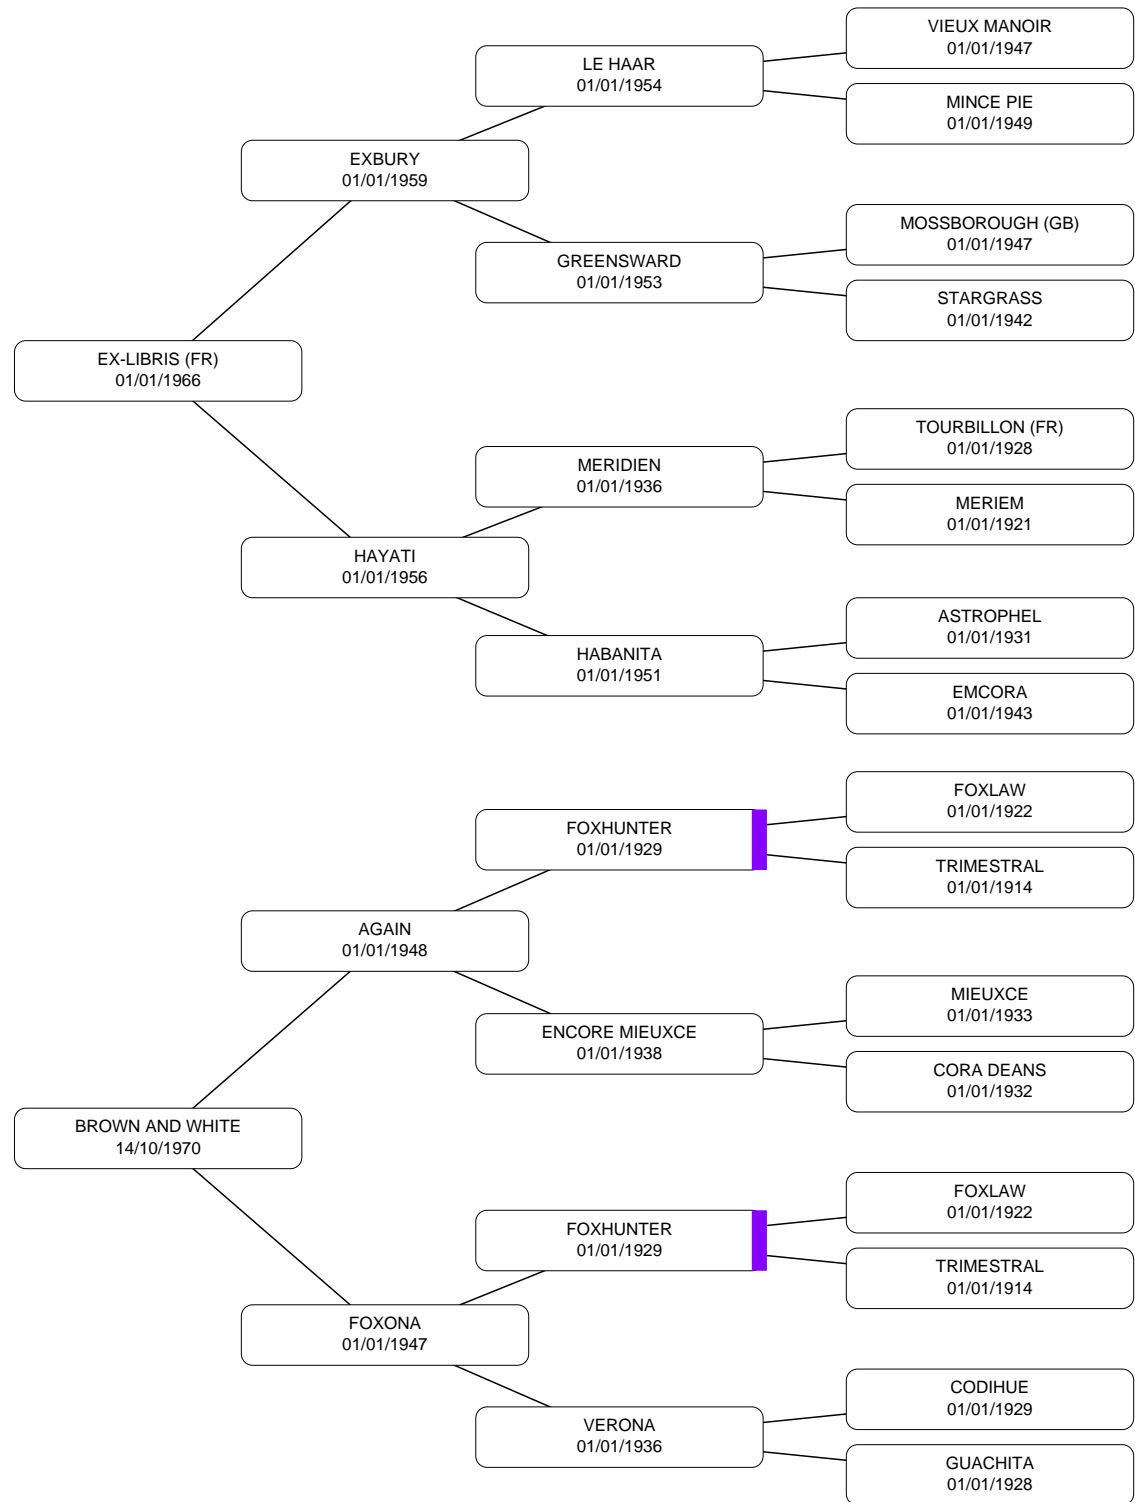 VIEUX MANOIR
01/01/1947
LE HAAR
01/01/1954
MINCE PIE
01/01/1949
EXBURY
01/01/1959
MOSSBOROUGH (GB)
01/01/1947
GREENSWARD
01/01/1953
STARGRASS
01/01/1942
EX-LIBRIS (FR)
01/01/1966
TOURBILLON (FR)
01/01/1928
MERIDIEN
01/01/1936
MERIEM
01/01/1921
HAYATI
01/01/1956
ASTROPHEL
01/01/1931
HABANITA
01/01/1951
EMCORA
01/01/1943
FOXLAW
01/01/1922
FOXHUNTER
01/01/1929
TRIMESTRAL
01/01/1914
AGAIN
01/01/1948
MIEUXCE
01/01/1933
ENCORE MIEUXCE
01/01/1938
CORA DEANS
01/01/1932
BROWN AND WHITE
14/10/1970
FOXLAW
01/01/1922
FOXHUNTER
01/01/1929
TRIMESTRAL
01/01/1914
FOXONA
01/01/1947
CODIHUE
01/01/1929
VERONA
01/01/1936
GUACHITA
01/01/1928